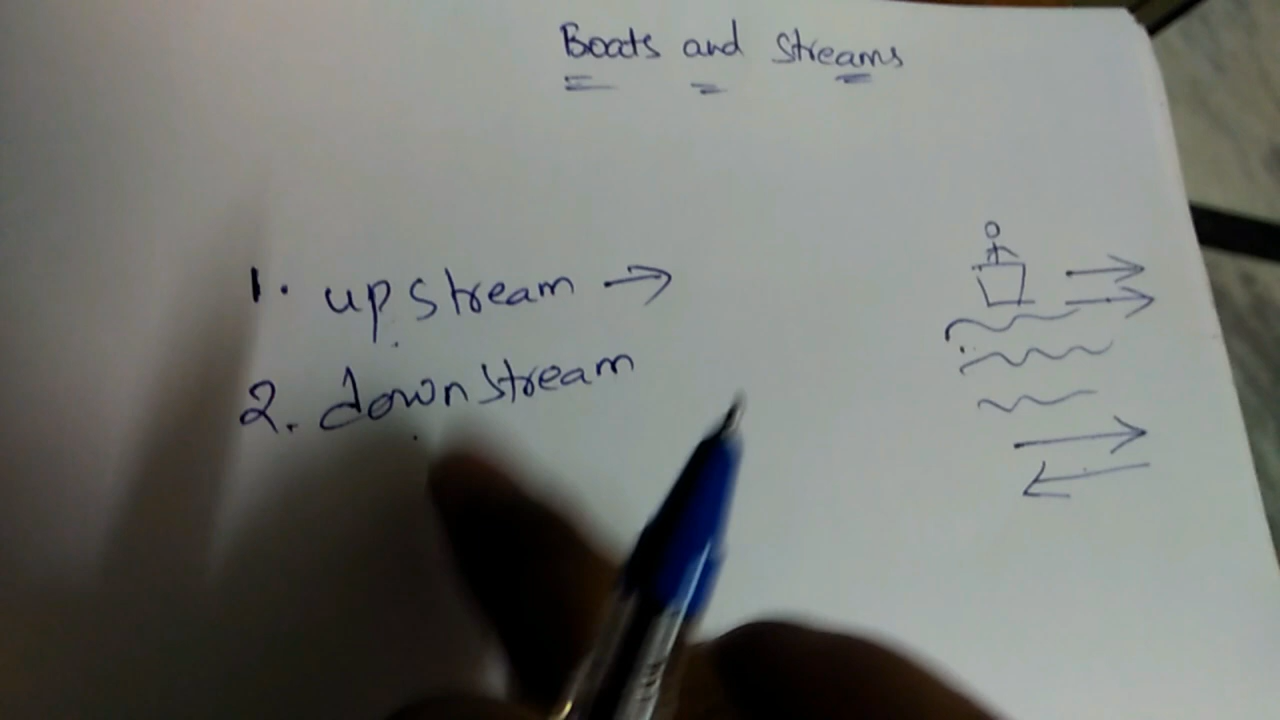 Boats and Streams
1. upstream →
2. downstream